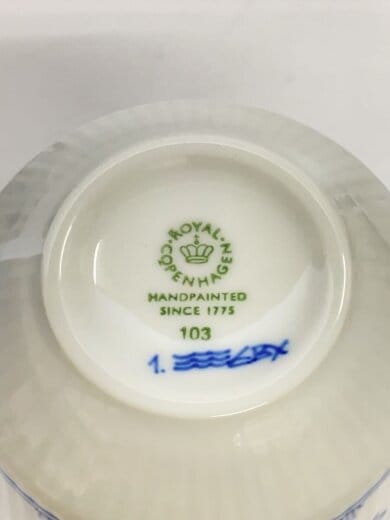 ROYAL
COPENHAGEN
HANDPAINTED
SINCE 1775
103
1.